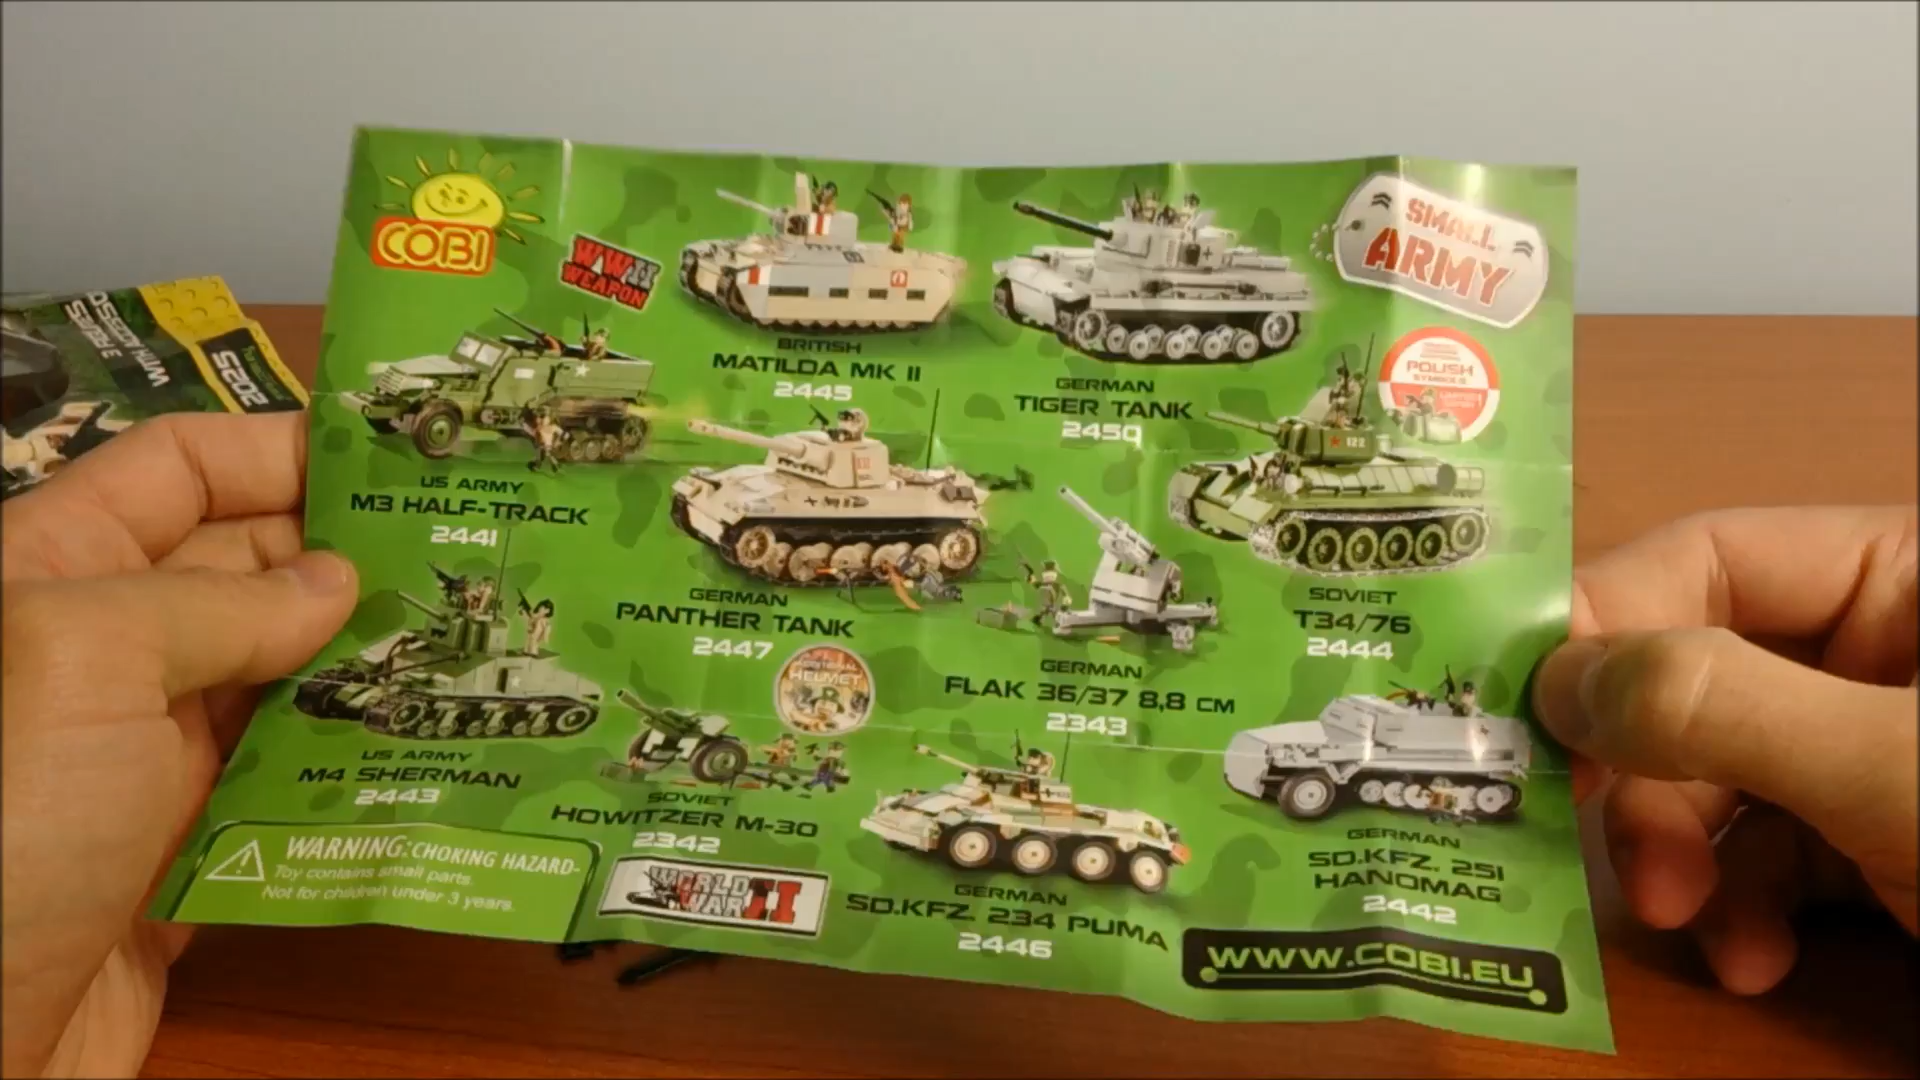 COBI
WWII
WEAPON
SMALL
ARMY
BRITISH
MATILDA MK II
2445
GERMAN
TIGER TANK
2450
POLISH
US ARMY
M3 HALF-TRACK
2441
GERMAN
PANTHER TANK
2447
ADDITIONAL
HELMET
122
SOVIET
T34/76
2444
GERMAN
FLAK 36/37 8,8 CM
2343
US ARMY
M4 SHERMAN
2443
SOVIET
HOWITZER M-30
2342
GERMAN
SD.KFZ. 234 PUMA
2446
GERMAN
SD.KFZ. 251
HANOMAG
2442
WARNING: CHOKING HAZARD-
Toy contains small parts.
Not for children under 3 years.
WORLD
WAR II
WWW.COBI.EU
2025